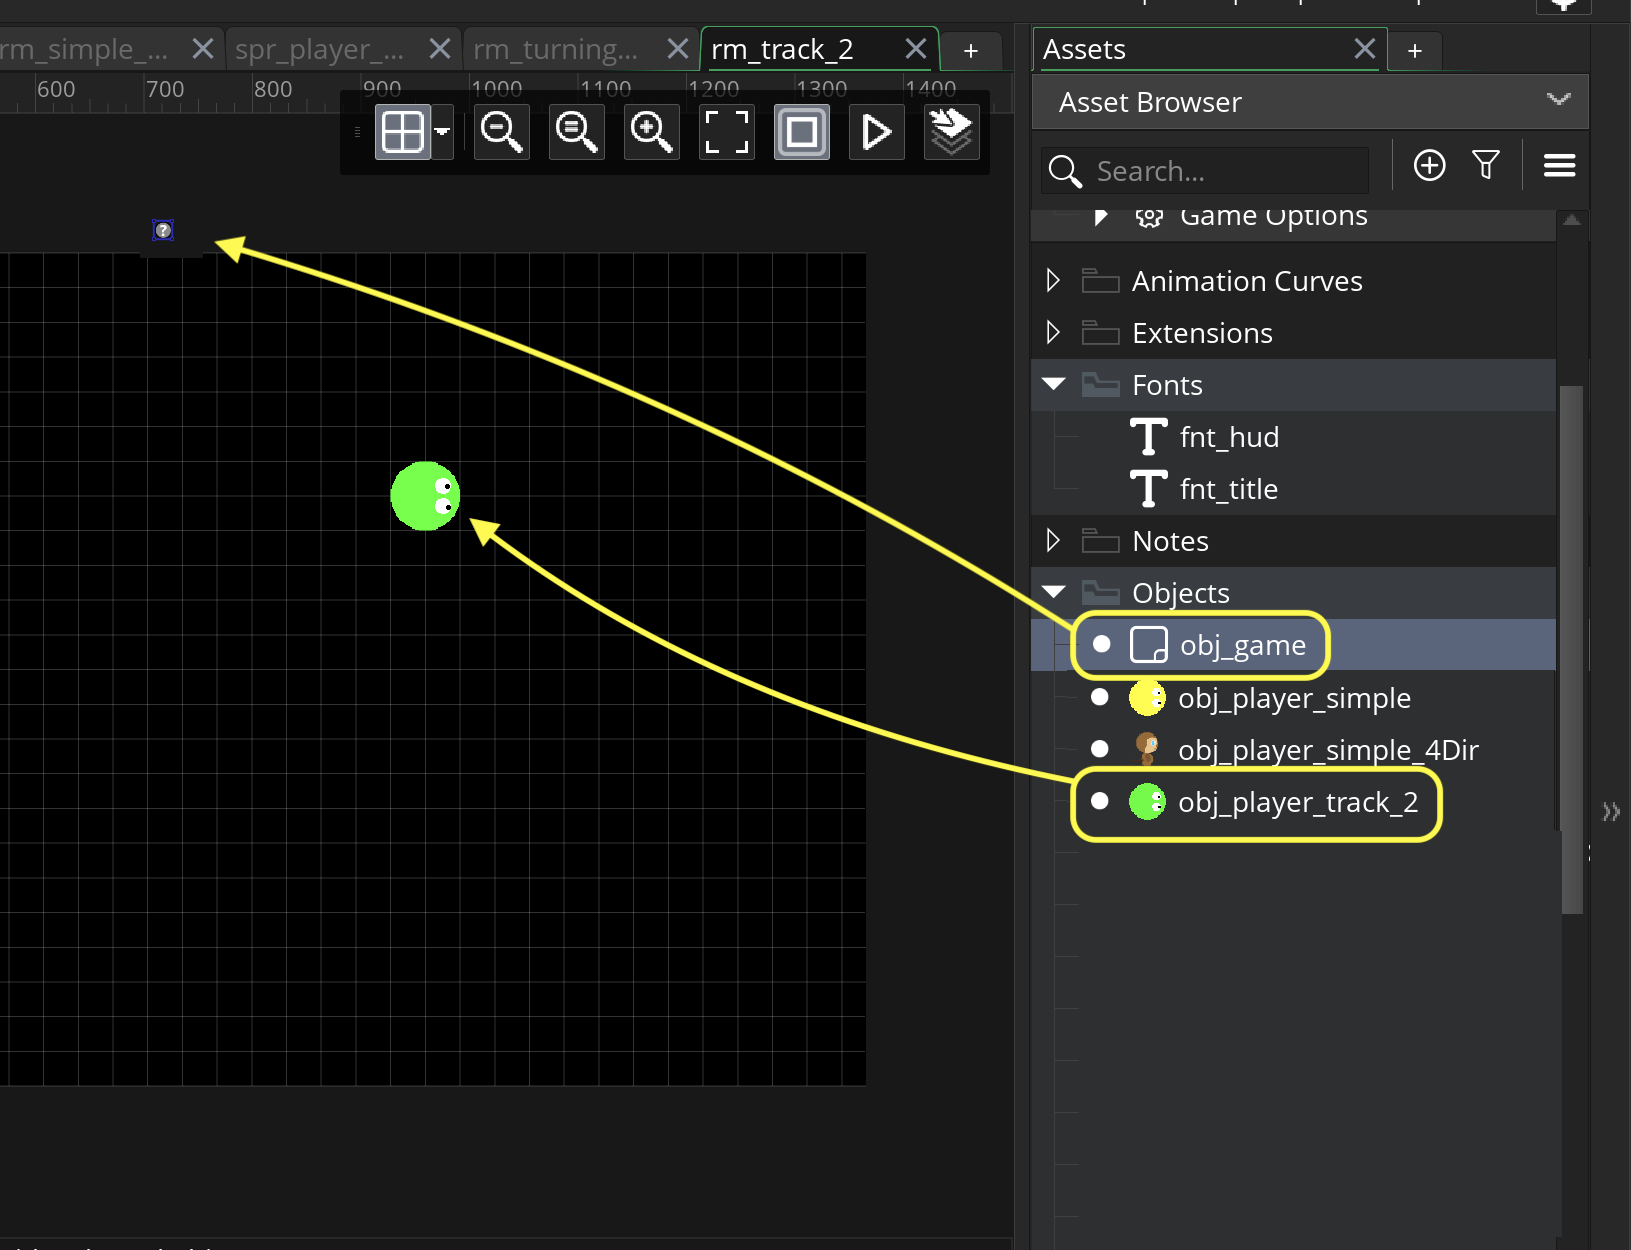 rm_simple_...
spr_player_...
rm_turning...
rm_track_2
+
600 700 800 900 1000 1100 1200 1300 1400
?
Assets
+
Asset Browser
Search...
Game Options
Animation Curves
Extensions
Fonts
T fnt_hud
T fnt_title
Notes
Objects
obj_game
obj_player_simple
obj_player_simple_4Dir
obj_player_track_2